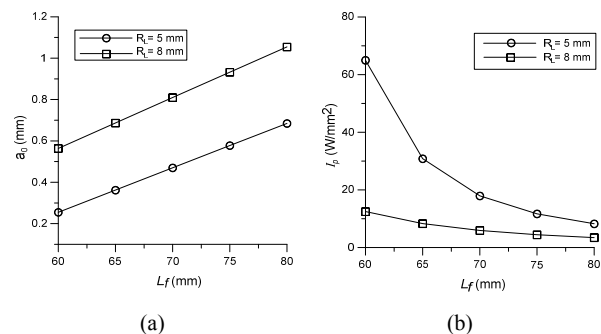 R_L = 5 mm
R_L = 8 mm
1.2
1
0.8
0.6
0.4
0.2
a_0 (mm)
60 65 70 75 80
L_f (mm)
(a)
R_L = 5 mm
R_L = 8 mm
80
60
40
20
0
I_p (W/mm²)
60 65 70 75 80
L_f (mm)
(b)